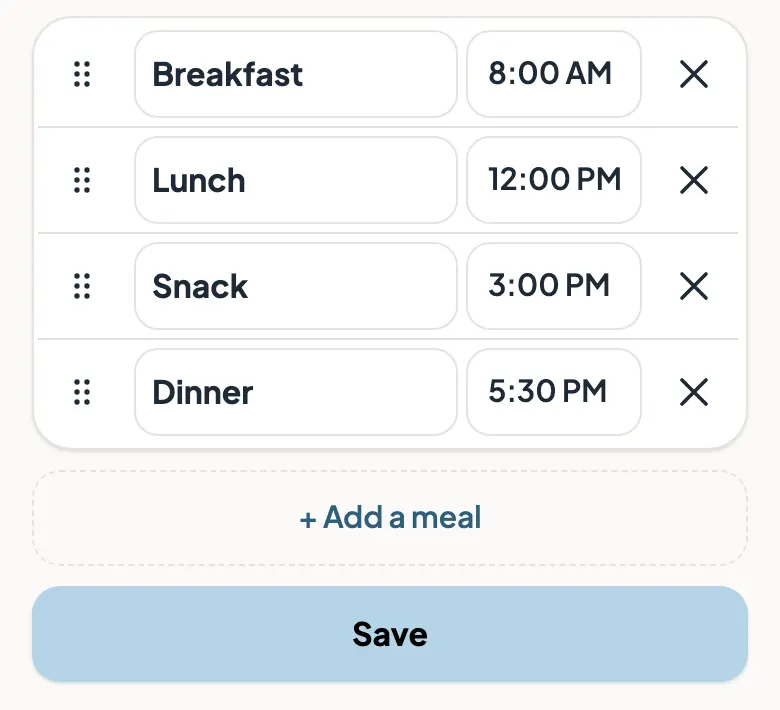 Breakfast 8:00 AM
Lunch 12:00 PM
Snack 3:00 PM
Dinner 5:30 PM
+ Add a meal
Save